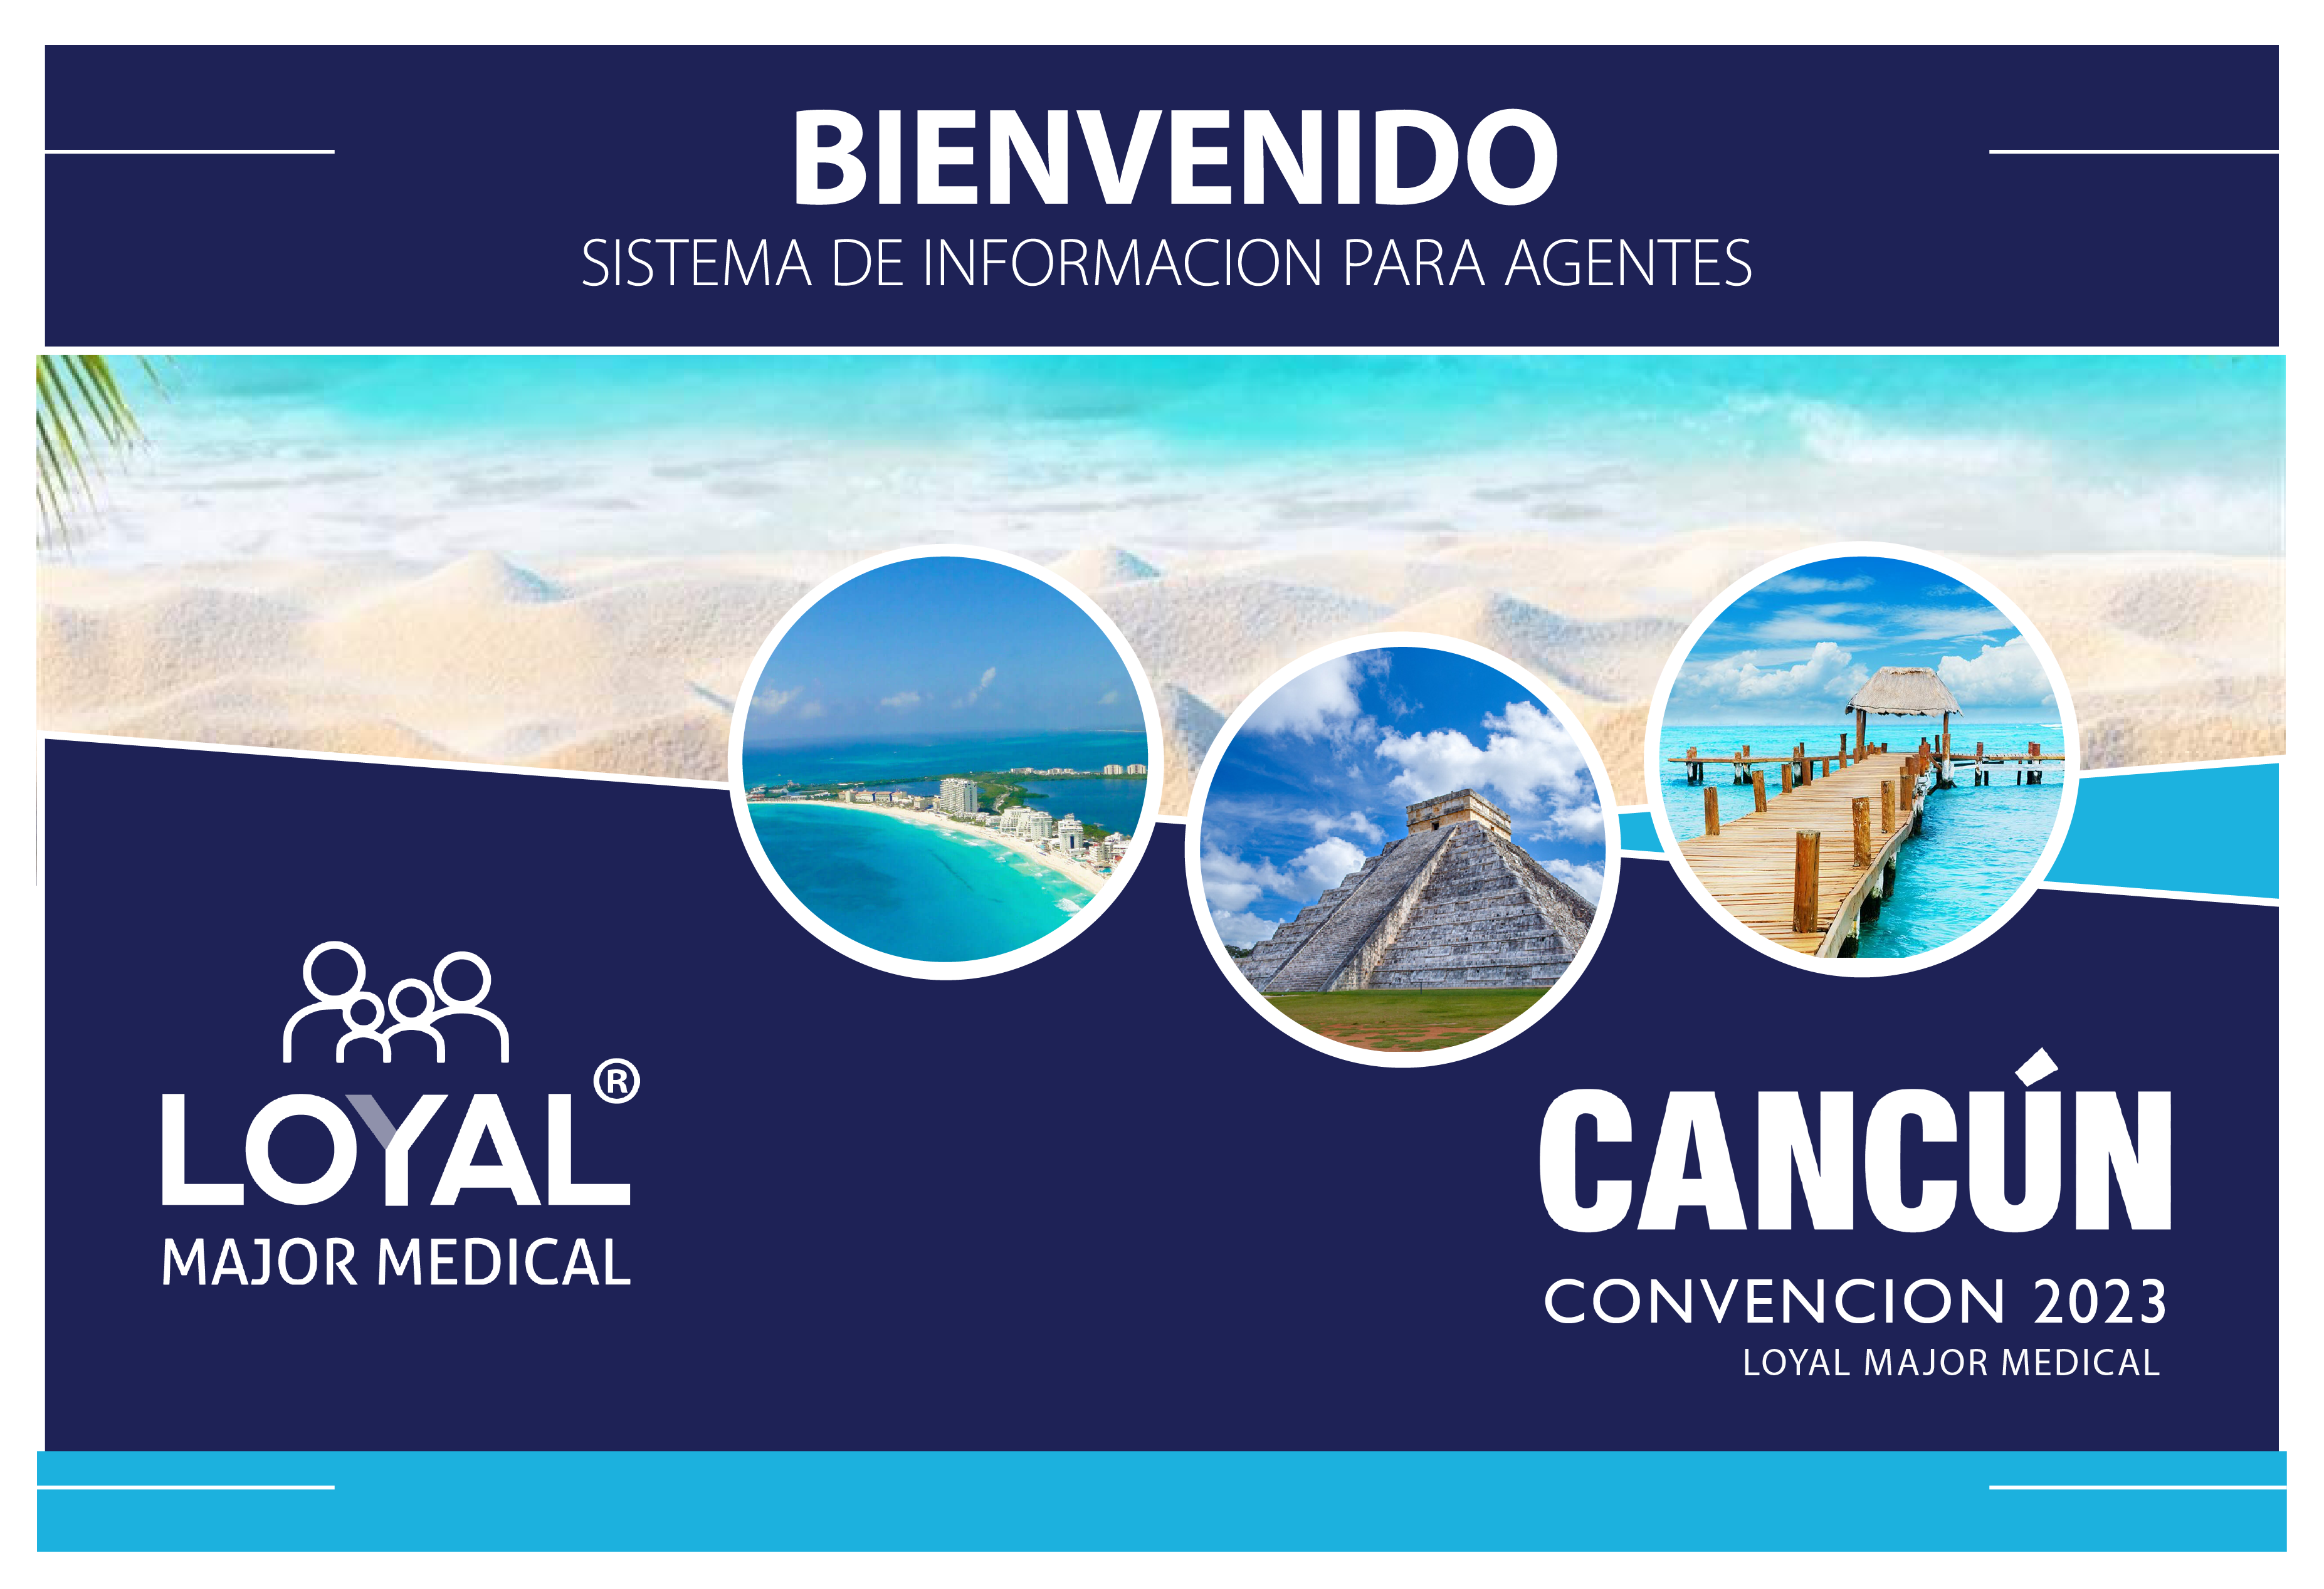 BIENVENIDO
SISTEMA DE INFORMACION PARA AGENTES
LOYAL®
MAJOR MEDICAL
CANCÚN
CONVENCION 2023
LOYAL MAJOR MEDICAL